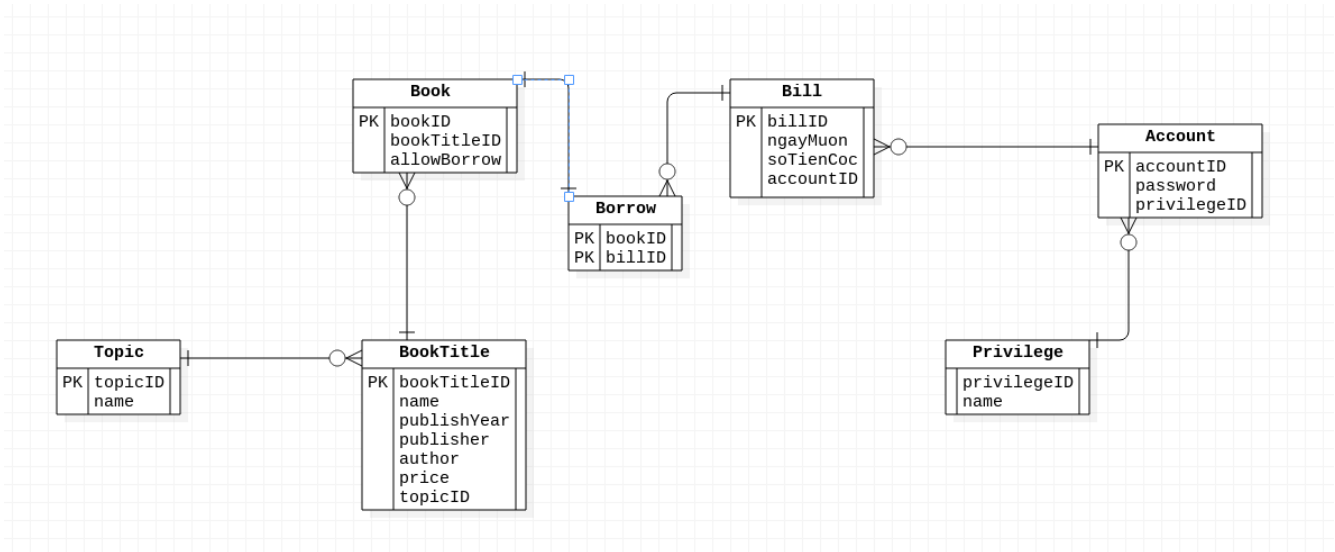 Book
PK bookID
bookTitleID
allowBorrow
Bill
PK billID
ngayMuon
soTienCoc
accountID
Account
PK accountID
password
privilegeID
Borrow
PK bookID
PK billID
Topic
PK topicID
name
BookTitle
PK bookTitleID
name
publishYear
publisher
author
price
topicID
Privilege
privilegeID
name